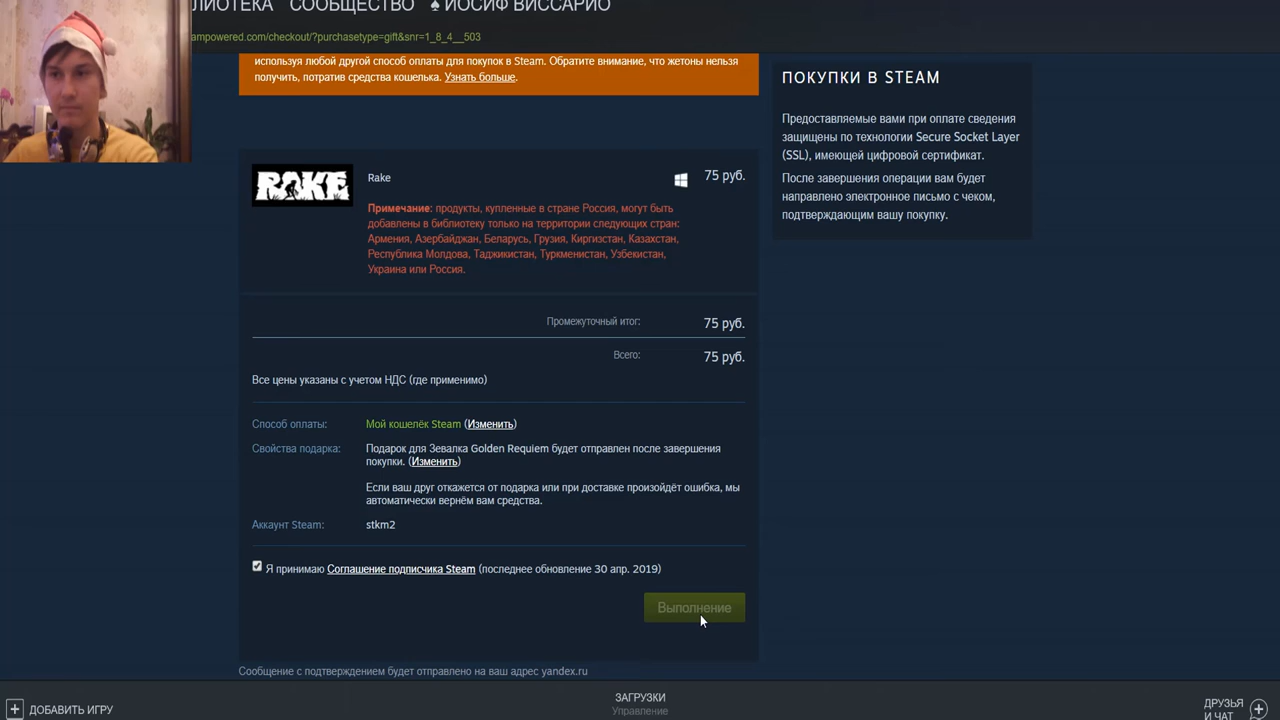 ЛИОТЕКА СООБЩЕСТВО ♠ ИОСИФ ВИССАРИО
ampowered.com/checkout/?purchasetype=gift&snr=1_8_4__503
используя любой другой способ оплаты для покупок в Steam. Обратите внимание, что жетоны нельзя
получить, потратив средства кошелька. Узнать больше.
ПОКУПКИ В STEAM
Предоставляемые вами при оплате сведения
защищены по технологии Secure Socket Layer
(SSL), имеющей цифровой сертификат.
После завершения операции вам будет
направлено электронное письмо с чеком,
подтверждающим вашу покупку.
RAKE
Rake
75 руб.
Примечание: продукты, купленные в стране Россия, могут быть
добавлены в библиотеку только на территории следующих стран:
Армения, Азербайджан, Беларусь, Грузия, Киргизстан, Казахстан,
Республика Молдова, Таджикистан, Туркменистан, Узбекистан,
Украина или Россия.
Промежуточный итог: 75 руб.
Всего: 75 руб.
Все цены указаны с учетом НДС (где применимо)
Способ оплаты: Мой кошелёк Steam (Изменить)
Свойства подарка: Подарок для Зевалка Golden Requiem будет отправлен после завершения
покупки. (Изменить)
Если ваш друг откажется от подарка или при доставке произойдёт ошибка, мы
автоматически вернём вам средства.
Аккаунт Steam: stkm2
Я принимаю Соглашение подписчика Steam (последнее обновление 30 апр. 2019)
Выполнение
Сообщение с подтверждением будет отправлено на ваш адрес yandex.ru
ДОБАВИТЬ ИГРУ
ЗАГРУЗКИ
Управление
ДРУЗЬЯ
И ЧАТ